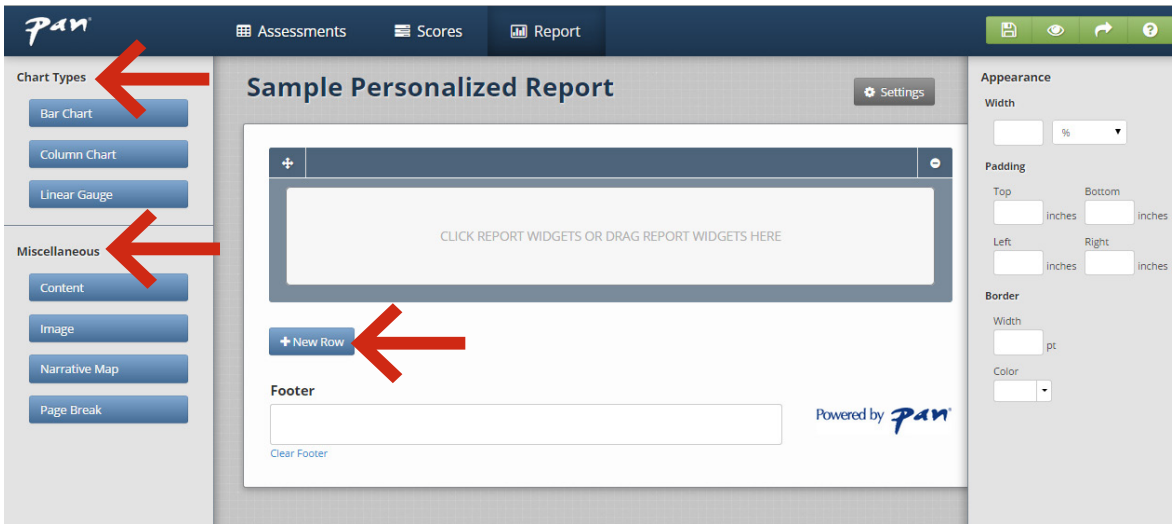 pan
Assessments
Scores
Report
?
Chart Types
Bar Chart
Column Chart
Linear Gauge
Miscellaneous
Content
Image
Narrative Map
Page Break
Sample Personalized Report
Settings
CLICK REPORT WIDGETS OR DRAG REPORT WIDGETS HERE
+ New Row
Footer
Clear Footer
Powered by pan
Appearance
Width
%
Padding
Top Bottom
inches inches
Left Right
inches inches
Border
Width
pt
Color